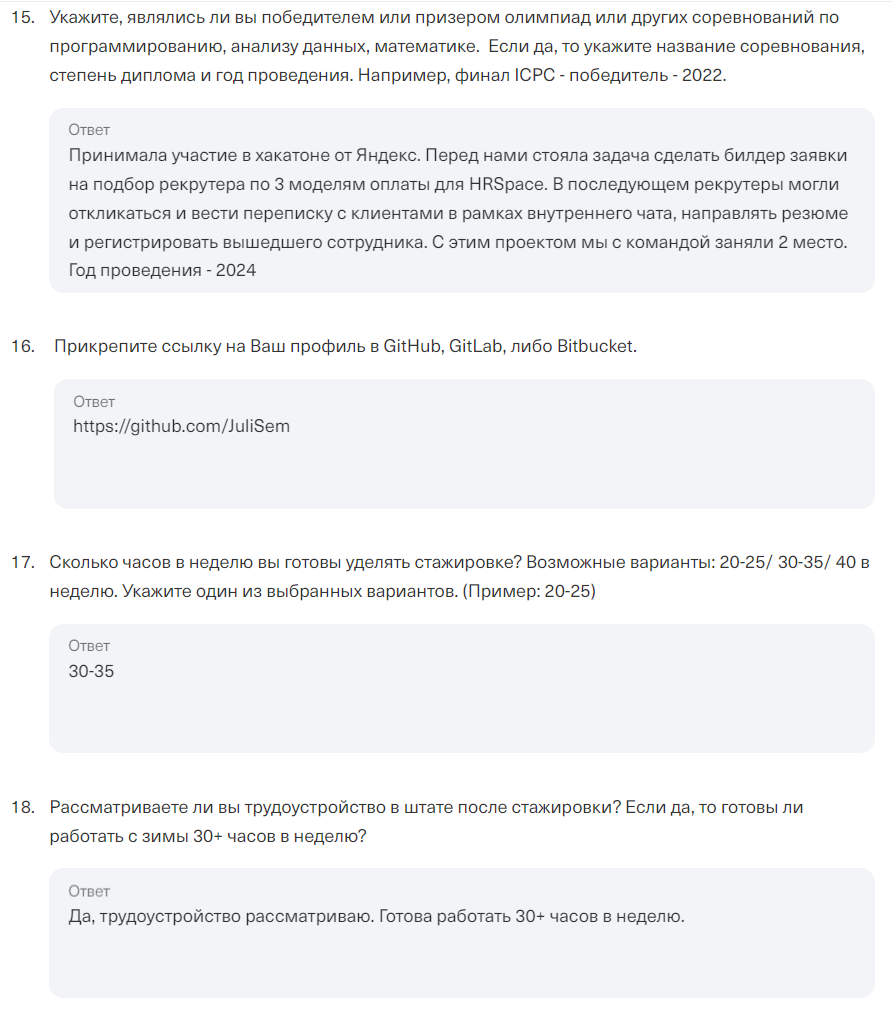 15. Укажите, являлись ли вы победителем или призером олимпиад или других соревнований по
программированию, анализу данных, математике.  Если да, то укажите название соревнования,
степень диплома и год проведения. Например, финал ICPC - победитель - 2022.
Ответ
Принимала участие в хакатоне от Яндекс. Перед нами стояла задача сделать билдер заявки
на подбор рекрутера по 3 моделям оплаты для HRSpace. В последующем рекрутеры могли
откликаться и вести переписку с клиентами в рамках внутреннего чата, направлять резюме
и регистрировать вышедшего сотрудника. С этим проектом мы с командой заняли 2 место.
Год проведения - 2024
16. Прикрепите ссылку на Ваш профиль в GitHub, GitLab, либо Bitbucket.
Ответ
https://github.com/JuliSem
17. Сколько часов в неделю вы готовы уделять стажировке? Возможные варианты: 20-25/ 30-35/ 40 в
неделю. Укажите один из выбранных вариантов. (Пример: 20-25)
Ответ
30-35
18. Рассматриваете ли вы трудоустройство в штате после стажировки? Если да, то готовы ли
работать с зимы 30+ часов в неделю?
Ответ
Да, трудоустройство рассматриваю. Готова работать 30+ часов в неделю.